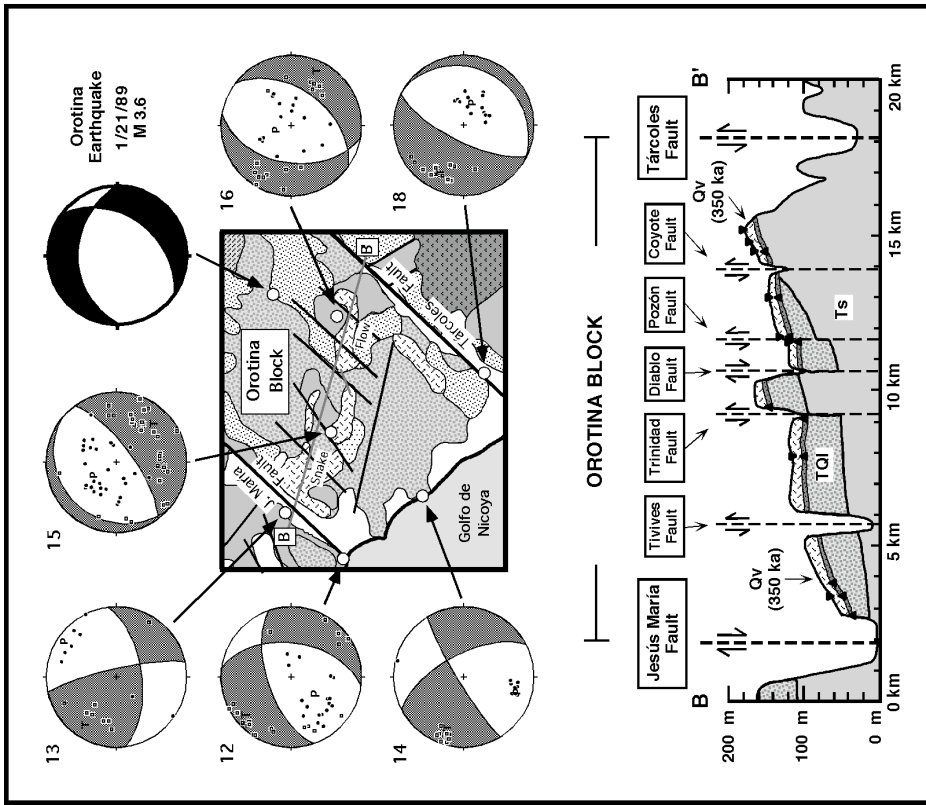 Orotina
Earthquake
1/21/89
M 3.6
13
15
16
12
14
18
T
P
P
T
T
P
P
T
P
T
P
T
Orotina
Block
J. María
Fault
Snake
Flow
Tárcoles
Fault
B
B'
Golfo de
Nicoya
OROTINA BLOCK
Jesús María
Fault
Tivives
Fault
Trinidad
Fault
Diablo
Fault
Pozón
Fault
Coyote
Fault
Tárcoles
Fault
B
B'
200 m
100 m
0 m
Qv
(350 ka)
Qv
(350 ka)
TQl
Ts
0 km
5 km
10 km
15 km
20 km